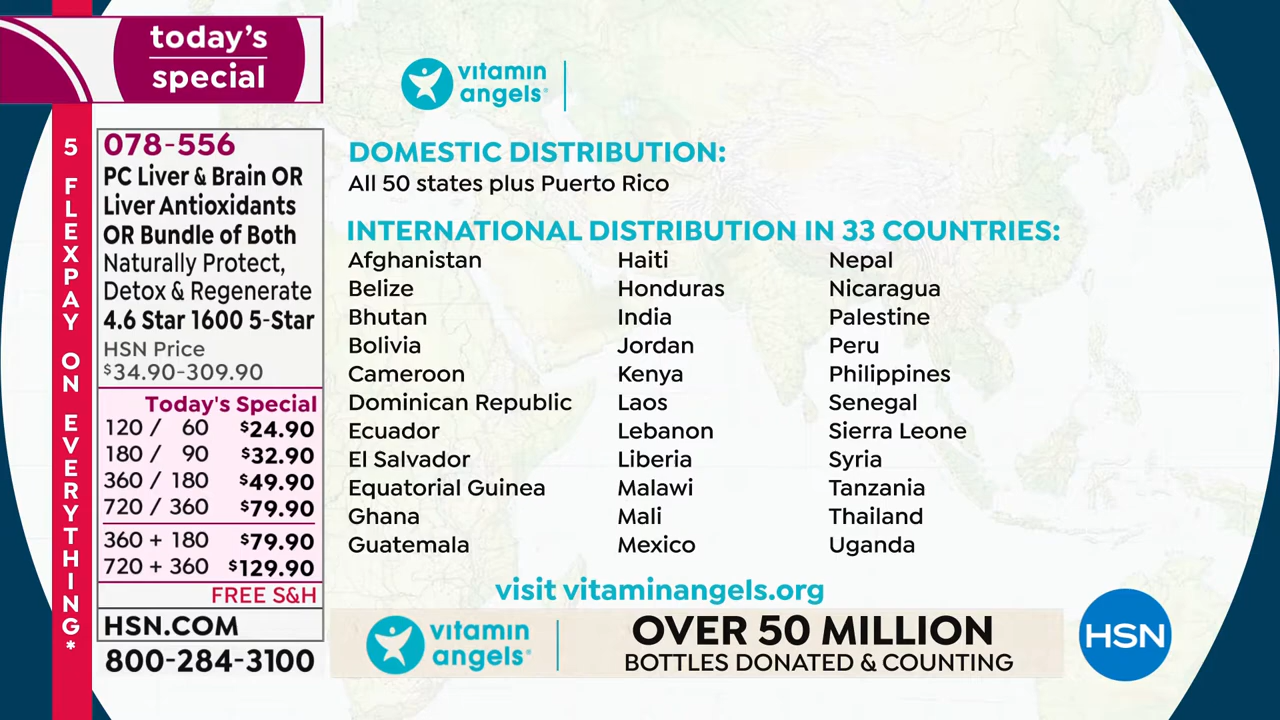 today's
special
5 FLEXPAY ON EVERYTHING*
078-556
PC Liver & Brain OR
Liver Antioxidants
OR Bundle of Both
Naturally Protect,
Detox & Regenerate
4.6 Star 1600 5-Star
HSN Price
$34.90-309.90
Today's Special
120 / 60 $24.90
180 / 90 $32.90
360 / 180 $49.90
720 / 360 $79.90
360 + 180 $79.90
720 + 360 $129.90
FREE S&H
HSN.COM
800-284-3100
vitamin
angels®
DOMESTIC DISTRIBUTION:
All 50 states plus Puerto Rico
INTERNATIONAL DISTRIBUTION IN 33 COUNTRIES:
Afghanistan
Belize
Bhutan
Bolivia
Cameroon
Dominican Republic
Ecuador
El Salvador
Equatorial Guinea
Ghana
Guatemala
Haiti
Honduras
India
Jordan
Kenya
Laos
Lebanon
Liberia
Malawi
Mali
Mexico
Nepal
Nicaragua
Palestine
Peru
Philippines
Senegal
Sierra Leone
Syria
Tanzania
Thailand
Uganda
visit vitaminangels.org
vitamin
angels®
OVER 50 MILLION
BOTTLES DONATED & COUNTING
HSN